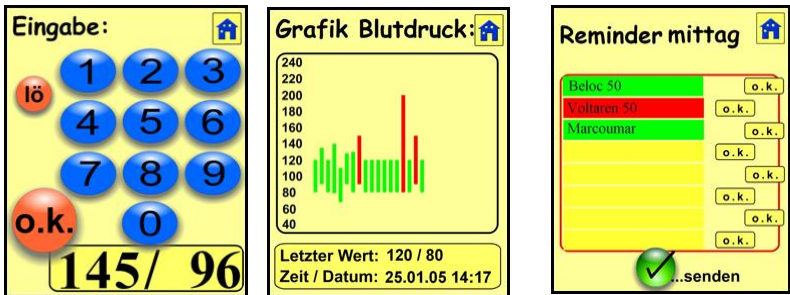 Eingabe:
1 2 3
lö
4 5 6
7 8 9
o.k.
0
145/ 96
Grafik Blutdruck:
240
220
200
180
160
140
120
100
80
60
40
Letzter Wert: 120 / 80
Zeit / Datum: 25.01.05 14:17
Reminder mittag
Beloc 50 o.k.
Voltaren 50 o.k.
Marcoumar o.k.
o.k.
o.k.
o.k.
o.k.
o.k.
...senden